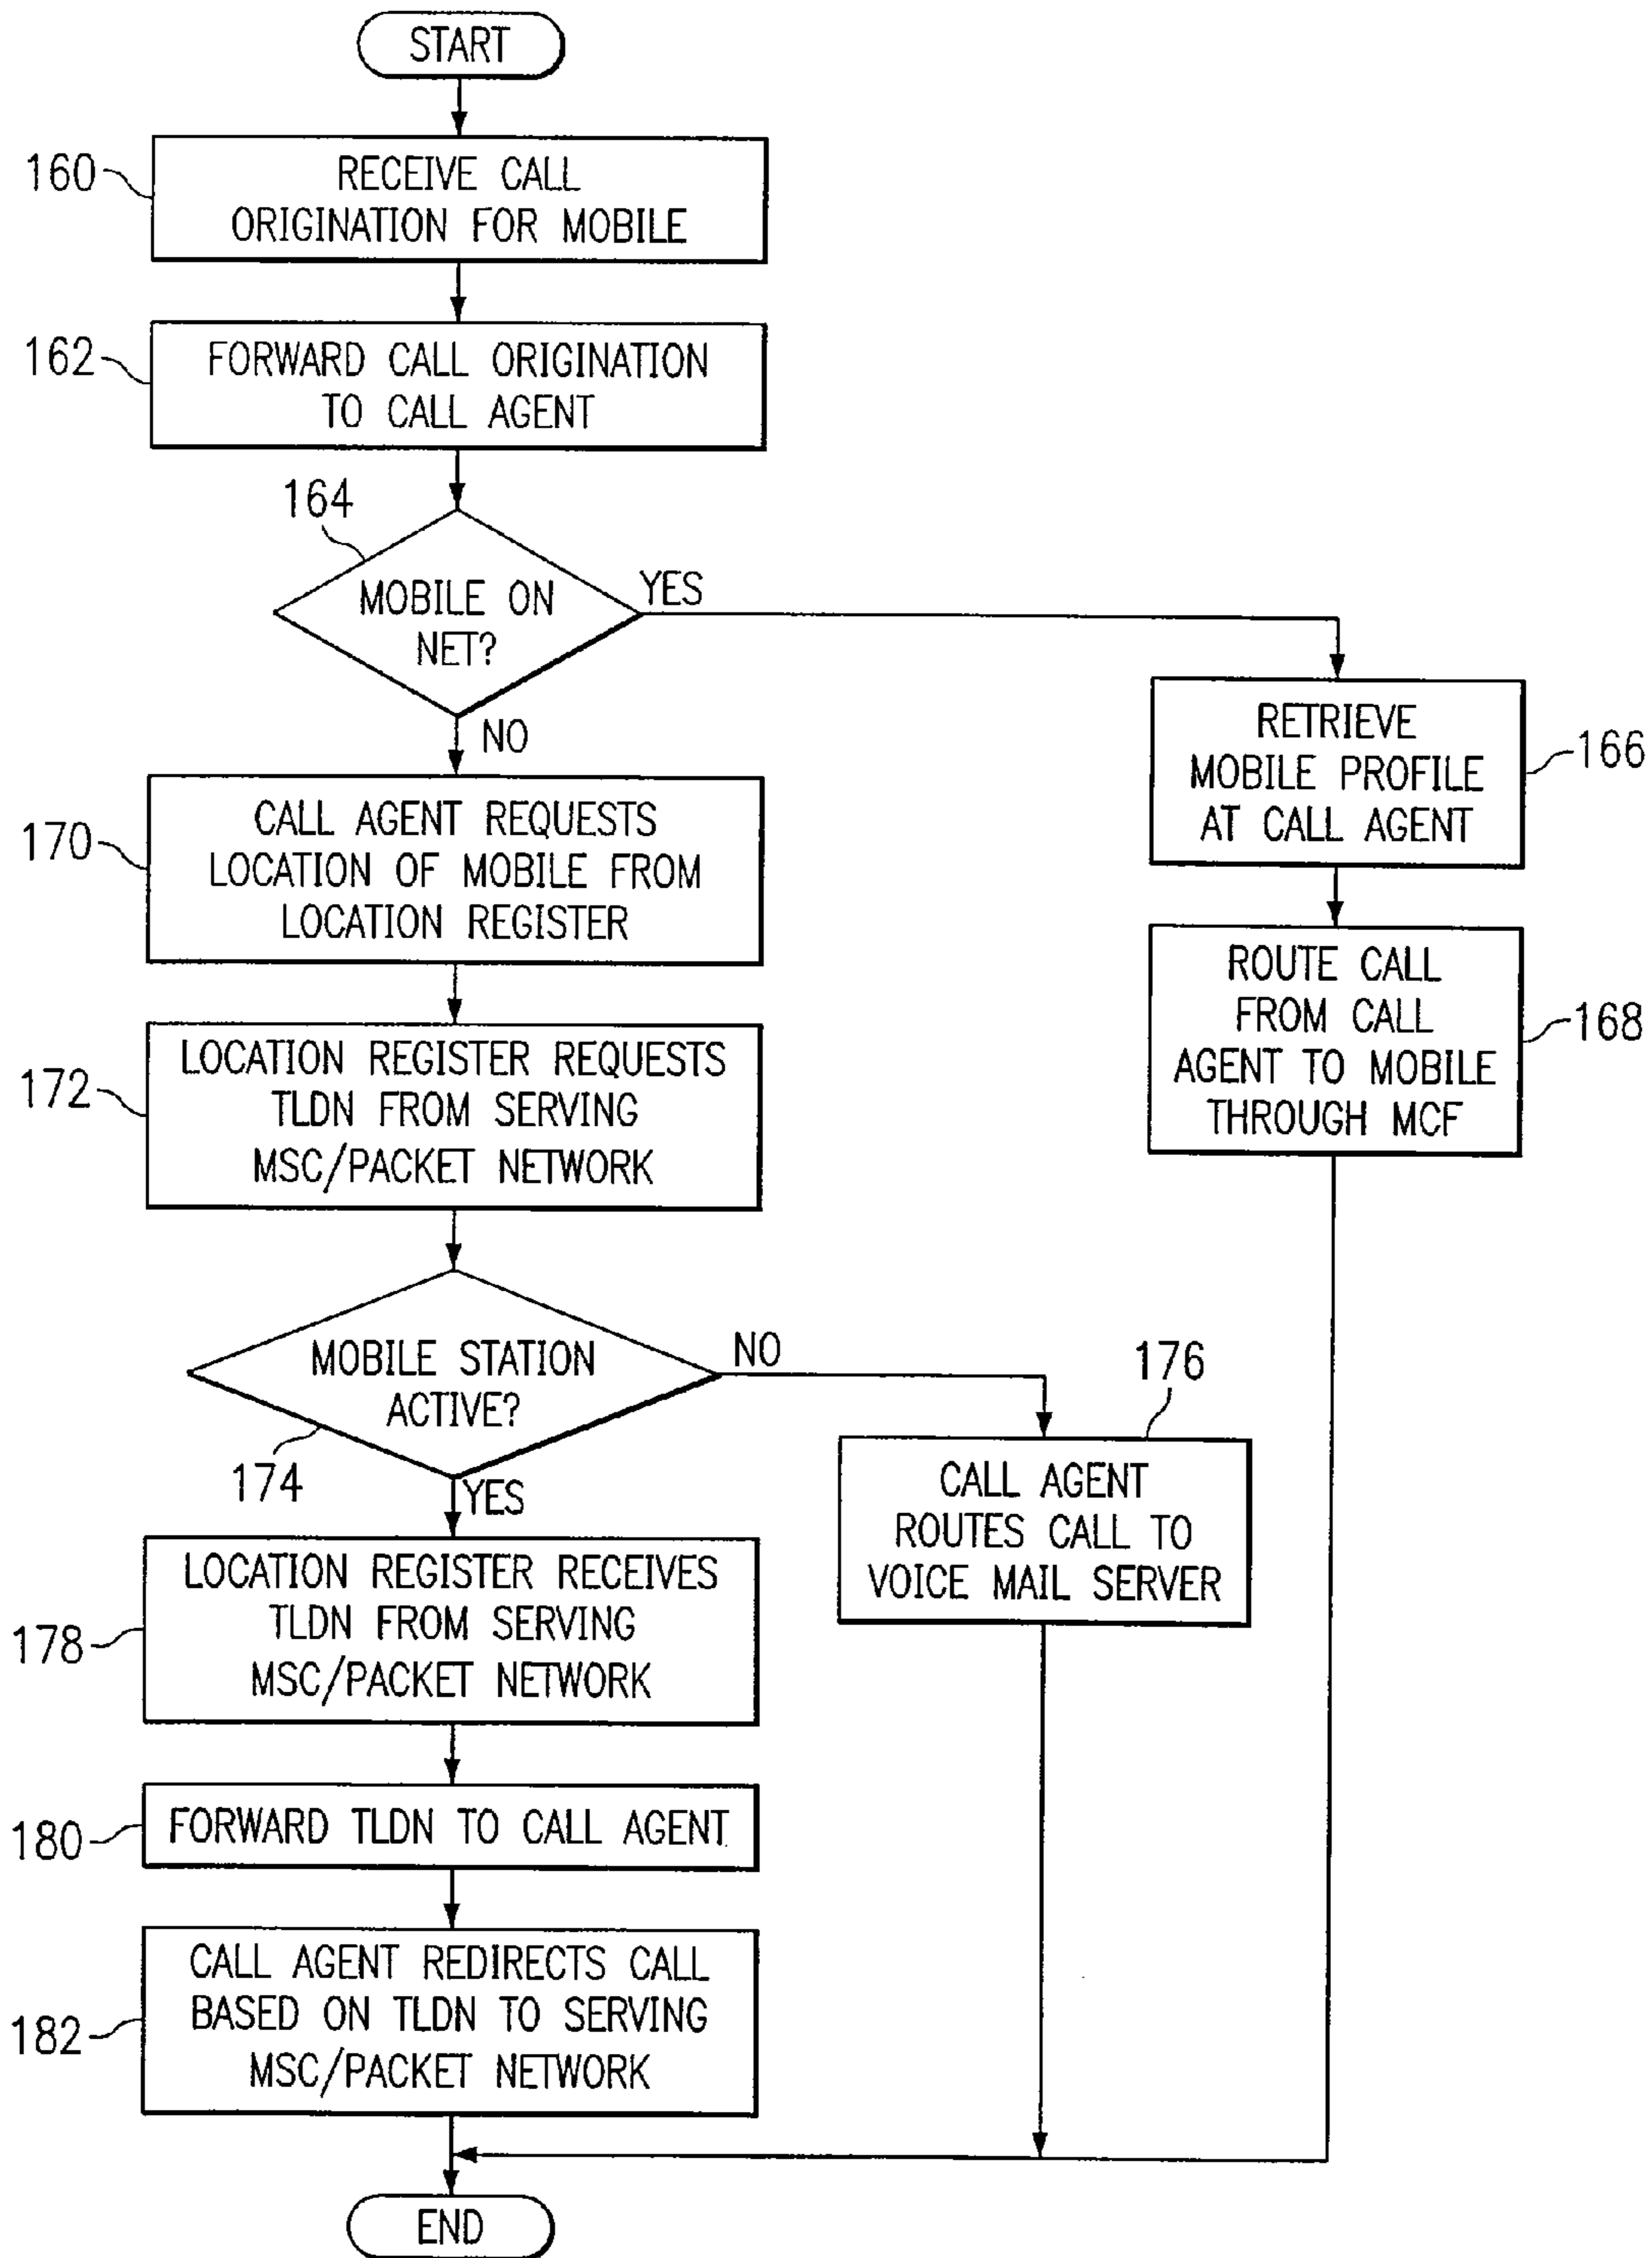 START
160
RECEIVE CALL
ORIGINATION FOR MOBILE
162
FORWARD CALL ORIGINATION
TO CALL AGENT
164
MOBILE ON
NET?
YES
NO
RETRIEVE
MOBILE PROFILE
AT CALL AGENT
166
ROUTE CALL
FROM CALL
AGENT TO MOBILE
THROUGH MCF
168
170
CALL AGENT REQUESTS
LOCATION OF MOBILE FROM
LOCATION REGISTER
172
LOCATION REGISTER REQUESTS
TLDN FROM SERVING
MSC/PACKET NETWORK
MOBILE STATION
ACTIVE?
174
NO
YES
176
CALL AGENT
ROUTES CALL TO
VOICE MAIL SERVER
178
LOCATION REGISTER RECEIVES
TLDN FROM SERVING
MSC/PACKET NETWORK
180
FORWARD TLDN TO CALL AGENT
182
CALL AGENT REDIRECTS CALL
BASED ON TLDN TO SERVING
MSC/PACKET NETWORK
END